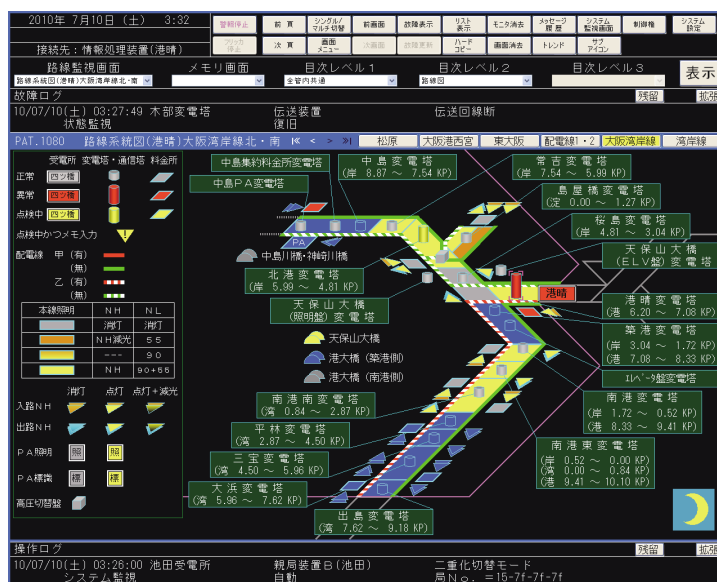 2010年 7月10日（土） 3:32
警報停止 前 頁 シングル/マルチ切替 前画面 故障表示 リスト表示 モニタ消去 メッセージ履 歴 システム監視画面 制御権 システム設定
接続先：情報処理装置(港晴)
フリッカ停止 次 頁 画面メニュー 次画面 故障更新 ハードコピー 画面消去 トレンド サブアイコン
路線監視画面 メモリ画面 目次レベル１ 目次レベル２ 目次レベル３ 表示
路線系統図(港晴)大阪湾岸線北・南 全管内共通 路線図
故障ログ 残留 拡張
10/07/10(土) 03:27:49 木部変電塔 伝送装置 伝送回線断
状態監視 復旧
PAT.1080 路線系統図(港晴)大阪湾岸線北・南 |< < > >| 松原 大阪港西宮 東大阪 配電線1・2 大阪湾岸線 湾岸線
受電所 変電塔・通信塔 料金所
正常 四ツ橋
異常 四ツ橋
点検中 四ツ橋
点検中かつメモ入力
配電線 甲 (有)
(無)
乙 (有)
(無)
本線照明 ＮＨ ＮＬ
消灯 消灯
ＮＨ減光 ５５
--- ９０
ＮＨ 90+55
消灯 点灯 点灯+減光
入路ＮＨ
出路ＮＨ
ＰＡ照明 照 照
ＰＡ標識 標 標
高圧切替盤
中島集約料金所変電塔
中島ＰＡ変電塔
中島変電塔
(岸 8.87 ～ 7.54 KP)
常吉変電塔
(岸 7.54 ～ 5.99 KP)
島屋橋変電塔
(淀 0.00 ～ 1.27 KP)
桜島変電塔
(岸 4.81 ～ 3.04 KP)
天保山大橋
(ＥＬＶ盤) 変電塔
PA
中島川橋・神崎川橋
北港変電塔
(岸 5.99 ～ 4.81 KP)
天保山大橋
(照明盤) 変電塔
港晴
港晴変電塔
(港 6.20 ～ 7.08 KP)
築港変電塔
(岸 3.04 ～ 1.72 KP)
(港 7.08 ～ 8.33 KP)
天保山大橋
港大橋 (築港側)
港大橋 (南港側)
ｴﾚﾍﾞｰﾀ盤変電塔
南港変電塔
(岸 1.72 ～ 0.52 KP)
(港 8.33 ～ 9.41 KP)
南港南変電塔
(湾 0.84 ～ 2.87 KP)
平林変電塔
(湾 2.87 ～ 4.50 KP)
三宝変電塔
(湾 4.50 ～ 5.96 KP)
大浜変電塔
(湾 5.96 ～ 7.62 KP)
南港東変電塔
(岸 0.52 ～ 0.00 KP)
(湾 0.00 ～ 0.84 KP)
(港 9.41 ～ 10.10 KP)
出島変電塔
(湾 7.62 ～ 9.18 KP)
操作ログ 残留 拡張
10/07/10(土) 03:26:00 池田受電所 親局装置Ｂ(池田) 二重化切替モード
システム監視 自動 局Ｎｏ. =15-7f-7f-7f